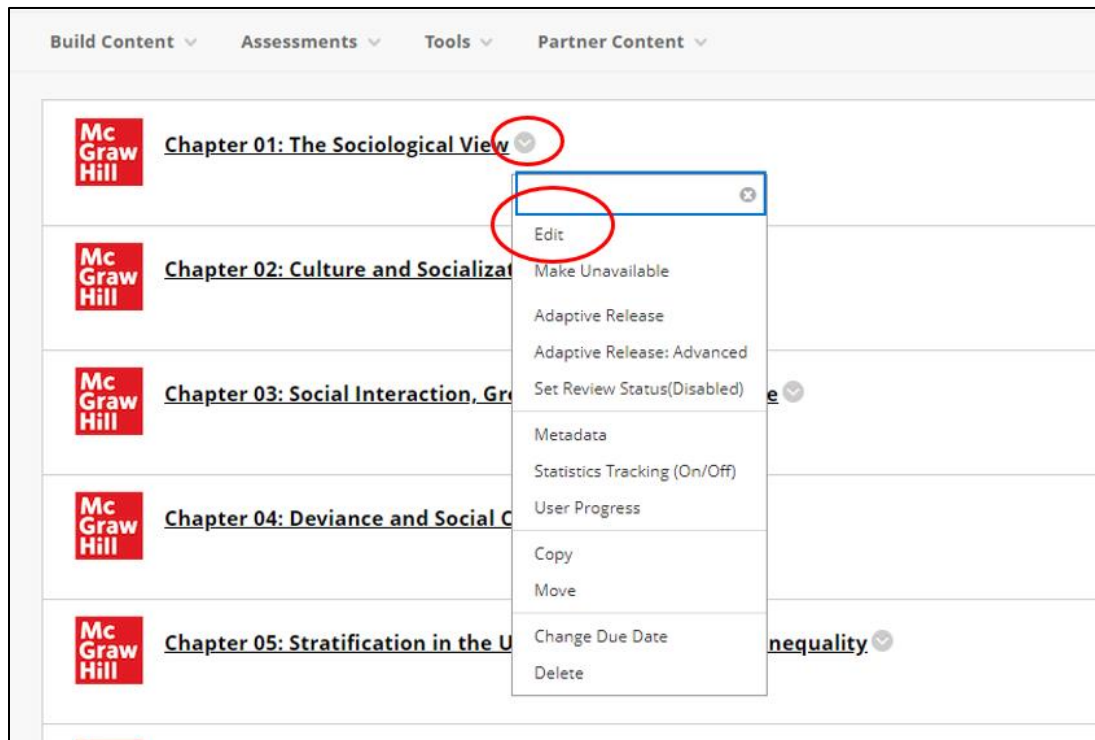 Build Content Assessments Tools Partner Content
Mc
Graw
Hill
Chapter 01: The Sociological View
Edit
Make Unavailable
Adaptive Release
Adaptive Release: Advanced
Set Review Status(Disabled)
Metadata
Statistics Tracking (On/Off)
User Progress
Copy
Move
Change Due Date
Delete
Mc
Graw
Hill
Chapter 02: Culture and
Mc
Graw
Hill
Chapter 03: Social Interaction,
Mc
Graw
Hill
Chapter 04: Deviance and Social
Mc
Graw
Hill
Chapter 05: Stratification in the